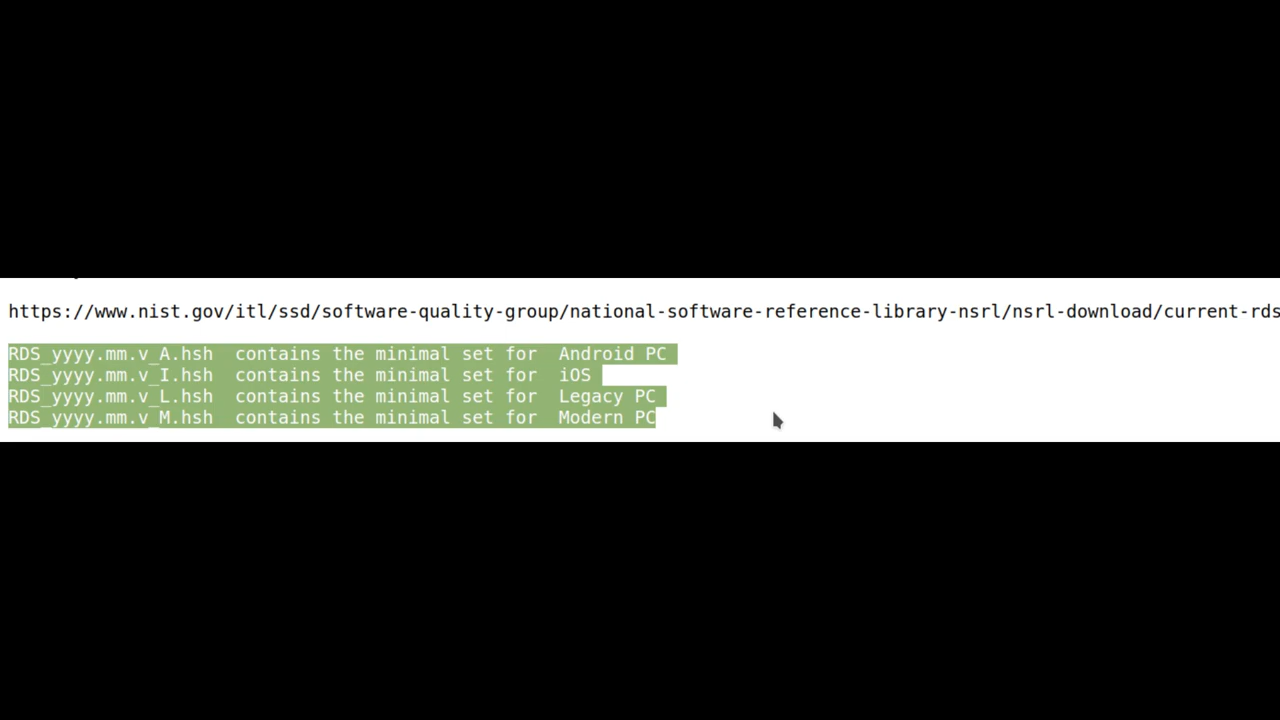 https://www.nist.gov/itl/ssd/software-quality-group/national-software-reference-library-nsrl/nsrl-download/current-rds
RDS_yyyy.mm.v_A.hsh  contains the minimal set for  Android PC
RDS_yyyy.mm.v_I.hsh  contains the minimal set for  iOS
RDS_yyyy.mm.v_L.hsh  contains the minimal set for  Legacy PC
RDS_yyyy.mm.v_M.hsh  contains the minimal set for  Modern PC